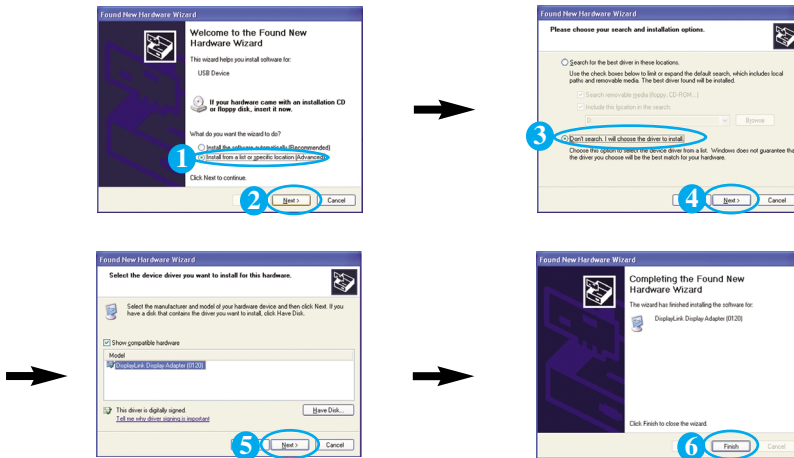 Found New Hardware Wizard
Welcome to the Found New
Hardware Wizard
This wizard helps you install software for:
USB Device
If your hardware came with an installation CD
or floppy disk, insert it now.
What do you want the wizard to do?
Install the software automatically (Recommended)
1
Install from a list or specific location (Advanced)
Click Next to continue.
2
Next >
Cancel
Found New Hardware Wizard
Please choose your search and installation options.
Search for the best driver in these locations.
Use the check boxes below to limit or expand the default search, which includes local
paths and removable media. The best driver found will be installed.
Search removable media (floppy, CD-ROM...)
Include this location in the search:
D:
Browse
3
Don't search. I will choose the driver to install.
Choose this option to select the device driver from a list. Windows does not guarantee tha
the driver you choose will be the best match for your hardware.
4
Next >
Cancel
Found New Hardware Wizard
Select the device driver you want to install for this hardware.
Select the manufacturer and model of your hardware device and then click Next. If you
have a disk that contains the driver you want to install, click Have Disk.
Show compatible hardware
Model
DisplayLink Display Adapter (0120)
This driver is digitally signed.
Have Disk...
Tell me why driver signing is important
5
Next >
Cancel
Found New Hardware Wizard
Completing the Found New
Hardware Wizard
The wizard has finished installing the software for:
DisplayLink Display Adapter (0120)
Click Finish to close the wizard.
6
Finish
Cancel